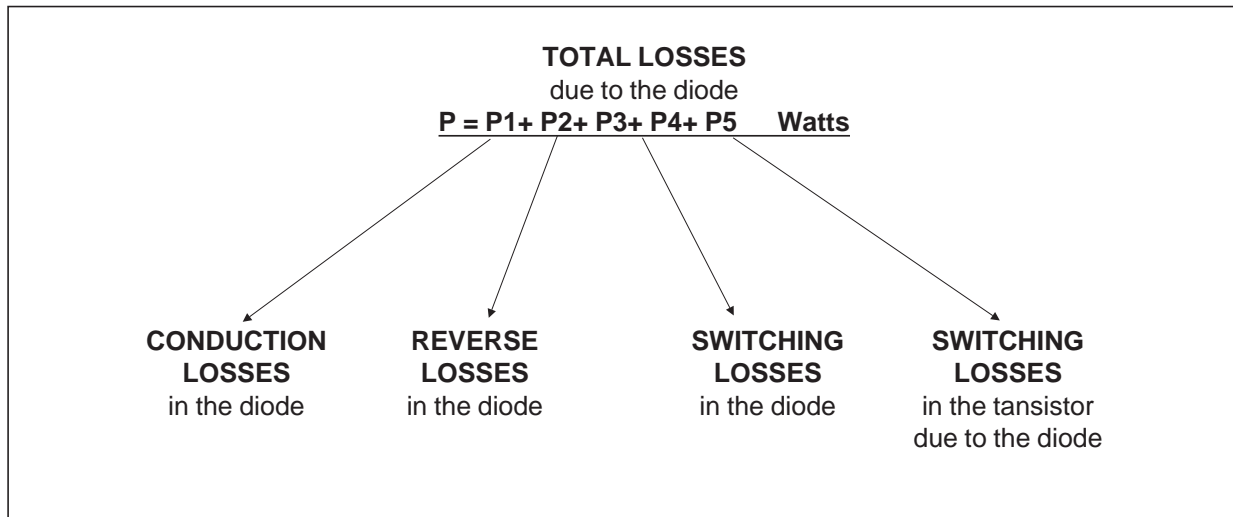 TOTAL LOSSES
due to the diode
P = P1+ P2+ P3+ P4+ P5 Watts
CONDUCTION
LOSSES
in the diode
REVERSE
LOSSES
in the diode
SWITCHING
LOSSES
in the diode
SWITCHING
LOSSES
in the tansistor
due to the diode